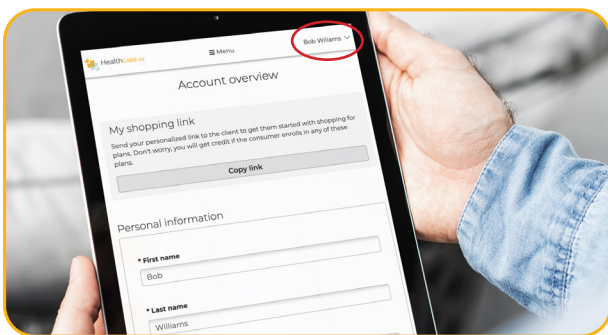 HealthCARE.us
Menu
Bob Wiliams
Account overview
My shopping link
Send your personalized link to the client to get them started with shopping for
plans. Don't worry, you will get credit if the consumer enrolls in any of these
plans.
Copy link
Personal information
* First name
Bob
* Last name
Williams